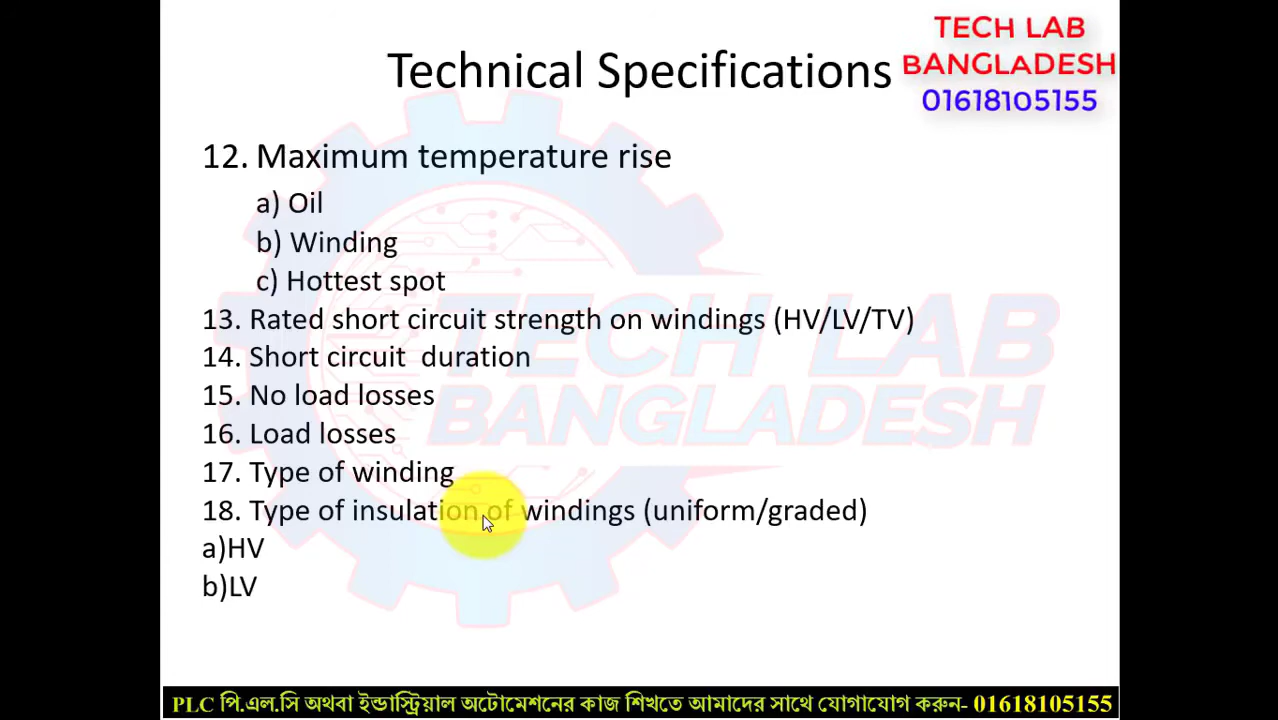 TECH LAB
BANGLADESH
01618105155
Technical Specifications
12. Maximum temperature rise
a) Oil
b) Winding
c) Hottest spot
13. Rated short circuit strength on windings (HV/LV/TV)
14. Short circuit duration
15. No load losses
16. Load losses
17. Type of winding
18. Type of insulation of windings (uniform/graded)
a)HV
b)LV
TECH LAB
BANGLADESH
PLC পি.এল.সি অথবা ইন্ডাস্ট্রিয়াল অটোমেশনের কাজ শিখতে আমাদের সাথে যোগাযোগ করুন- 01618105155